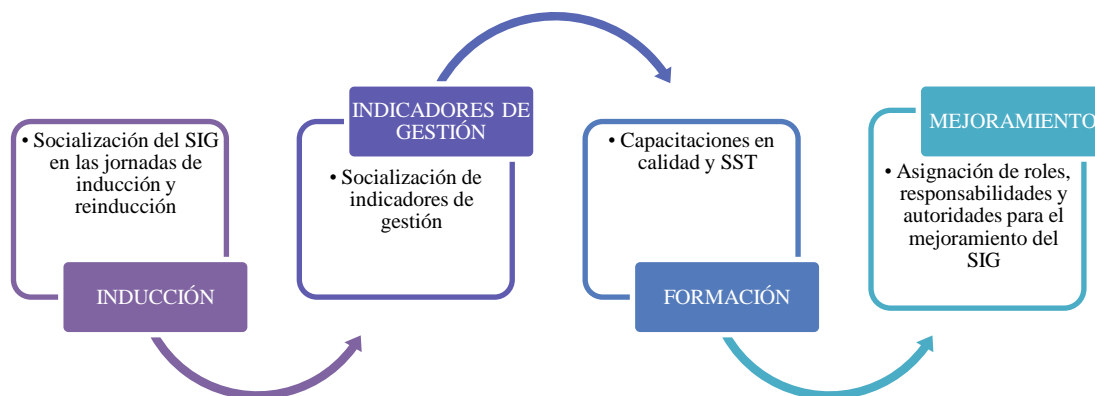 • Socialización del SIG
en las jornadas de
inducción y
reinducción
INDUCCIÓN
INDICADORES DE
GESTIÓN
• Socialización de
indicadores de
gestión
• Capacitaciones en
calidad y SST
FORMACIÓN
MEJORAMIENTO
• Asignación de roles,
responsabilidades y
autoridades para el
mejoramiento del
SIG